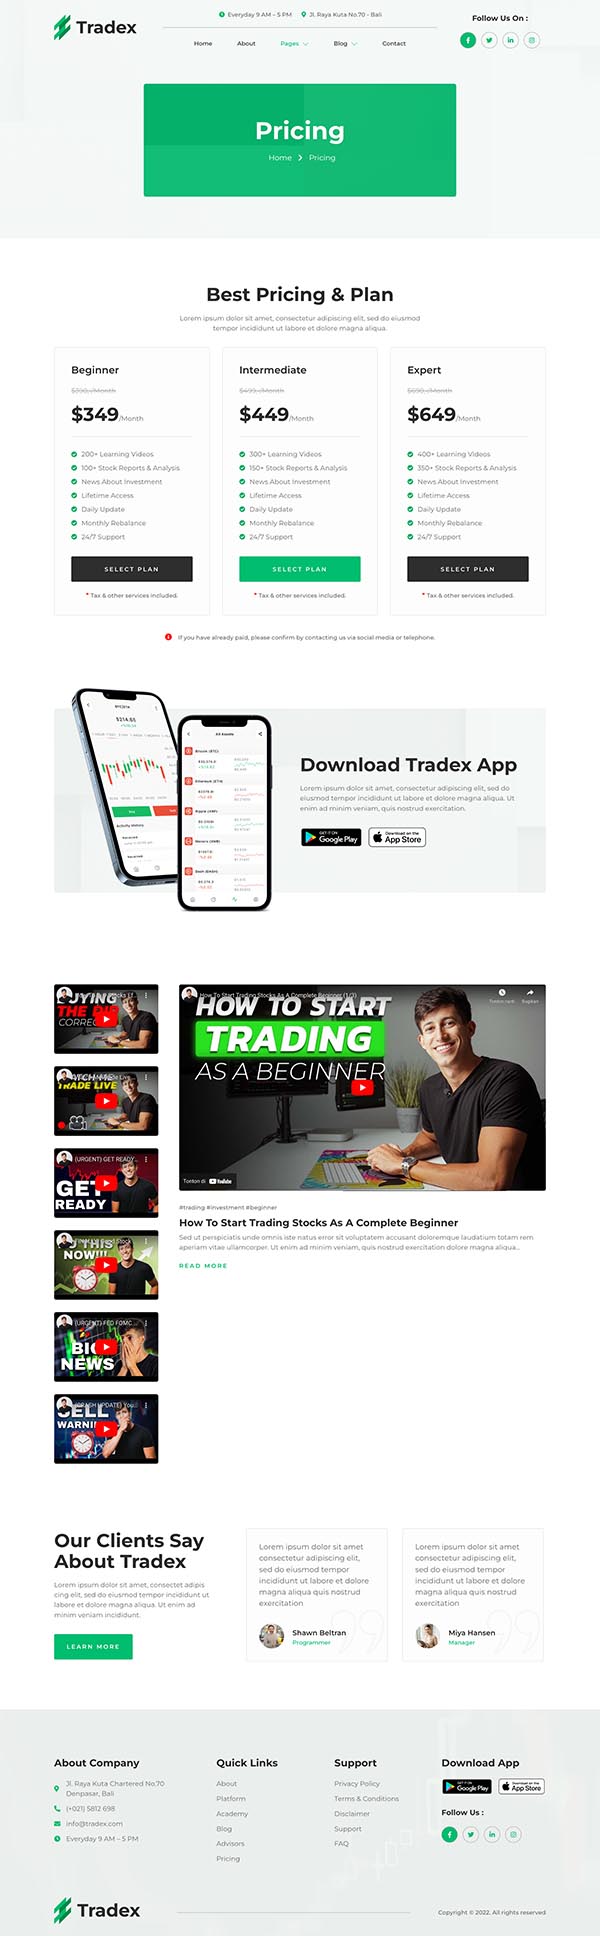 Tradex
Everyday 9 AM – 5 PM
Jl. Raya Kuta No.70 - Bali
Follow Us On :
Home
About
Pages
Blog
Contact
Pricing
Home
Pricing
Best Pricing & Plan
Lorem ipsum dolor sit amet, consectetur adipiscing elit, sed do eiusmod
tempor incididunt ut labore et dolore magna aliqua.
Beginner
$349/Month
200+ Learning Videos
100+ Stock Reports & Analysis
News About Investment
Lifetime Access
Daily Update
Monthly Rebalance
24/7 Support
SELECT PLAN
* Tax & other services included.
Intermediate
$449/Month
300+ Learning Videos
150+ Stock Reports & Analysis
News About Investment
Lifetime Access
Daily Update
Monthly Rebalance
24/7 Support
SELECT PLAN
* Tax & other services included.
Expert
$649/Month
400+ Learning Videos
350+ Stock Reports & Analysis
News About Investment
Lifetime Access
Daily Update
Monthly Rebalance
24/7 Support
SELECT PLAN
* Tax & other services included.
If you have already paid, please confirm by contacting us via social media or telephone.
All Assets
Download Tradex App
Lorem ipsum dolor sit amet, consectetur adipiscing elit, sed do
eiusmod tempor incididunt ut labore et dolore magna aliqua. Ut
enim ad minim veniam, quis nostrud exercitation.
GET IT ON
Google Play
Download on the
App Store
(URGENT) GET READY...
GET
READY
THIS
NOW!!!
(URGENT) FED FOMC...
BIG
NEWS
(CRASH UPDATE) You...
SELL
How To Start Trading Stocks As A Complete Beginner (1/3)
HOW TO START
TRADING
AS A BEGINNER
Tonton nanti
Bagikan
Tonton di
YouTube
#trading #investment #beginner
How To Start Trading Stocks As A Complete Beginner
Sed ut perspiciatis unde omnis iste natus error sit voluptatem accusant doloremque laudatium totam rem
aperiam vitae ullamcorper. Ut enim ad minim veniam, quis nostrud exercitation dolore magna aliqua...
READ MORE
Our Clients Say
About Tradex
Lorem ipsum dolor sit amet, consectet adipis
cing elit, sed do eiusmod tempor incididunt ut
labore et dolore magna aliqua. Ut enim ad
minim veniam incididunt.
LEARN MORE
Lorem ipsum dolor sit amet
consectetur adipiscing elit,
sed do eiusmod tempor
incididunt ut labore et dolore
magna aliqua quis nostrud
exercitation
Shawn Beltran
Programmer
Lorem ipsum dolor sit amet
consectetur adipiscing elit,
sed do eiusmod tempor
incididunt ut labore et dolore
magna aliqua quis nostrud
exercitation
Miya Hansen
Manager
About Company
Jl. Raya Kuta Chartered No.70
Denpasar, Bali
(+021) 5812 698
info@tradex.com
Everyday 9 AM – 5 PM
Quick Links
About
Platform
Academy
Blog
Advisors
Pricing
Support
Privacy Policy
Terms & Conditions
Disclaimer
Support
FAQ
Download App
GET IT ON
Google Play
Download on the
App Store
Follow Us :
Tradex
Copyright © 2022. All rights reserved